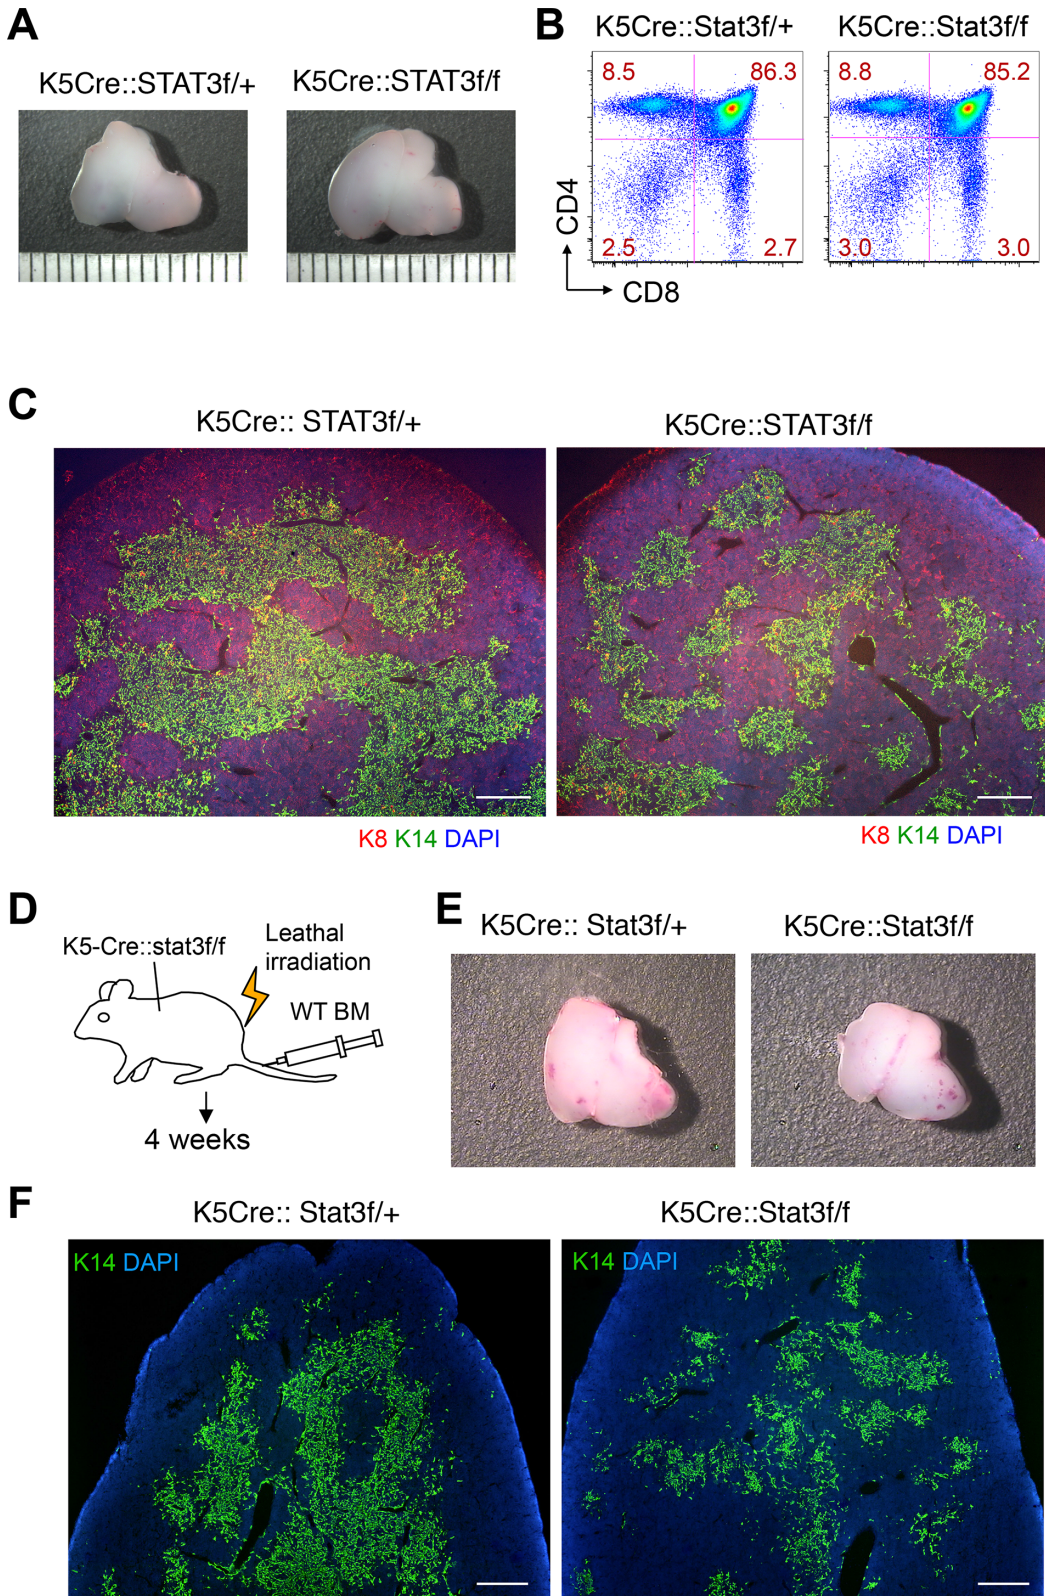 A
K5Cre::STAT3f/+
K5Cre::STAT3f/f
B
K5Cre::Stat3f/+
K5Cre::Stat3f/f
8.5
86.3
2.5
2.7
8.8
85.2
3.0
3.0
CD4
CD8
C
K5Cre:: STAT3f/+
K5Cre::STAT3f/f
K8 K14 DAPI
K8 K14 DAPI
D
K5-Cre::stat3f/f
Leathal
irradiation
WT BM
4 weeks
E
K5Cre:: Stat3f/+
K5Cre::Stat3f/f
F
K5Cre:: Stat3f/+
K5Cre::Stat3f/f
K14 DAPI
K14 DAPI